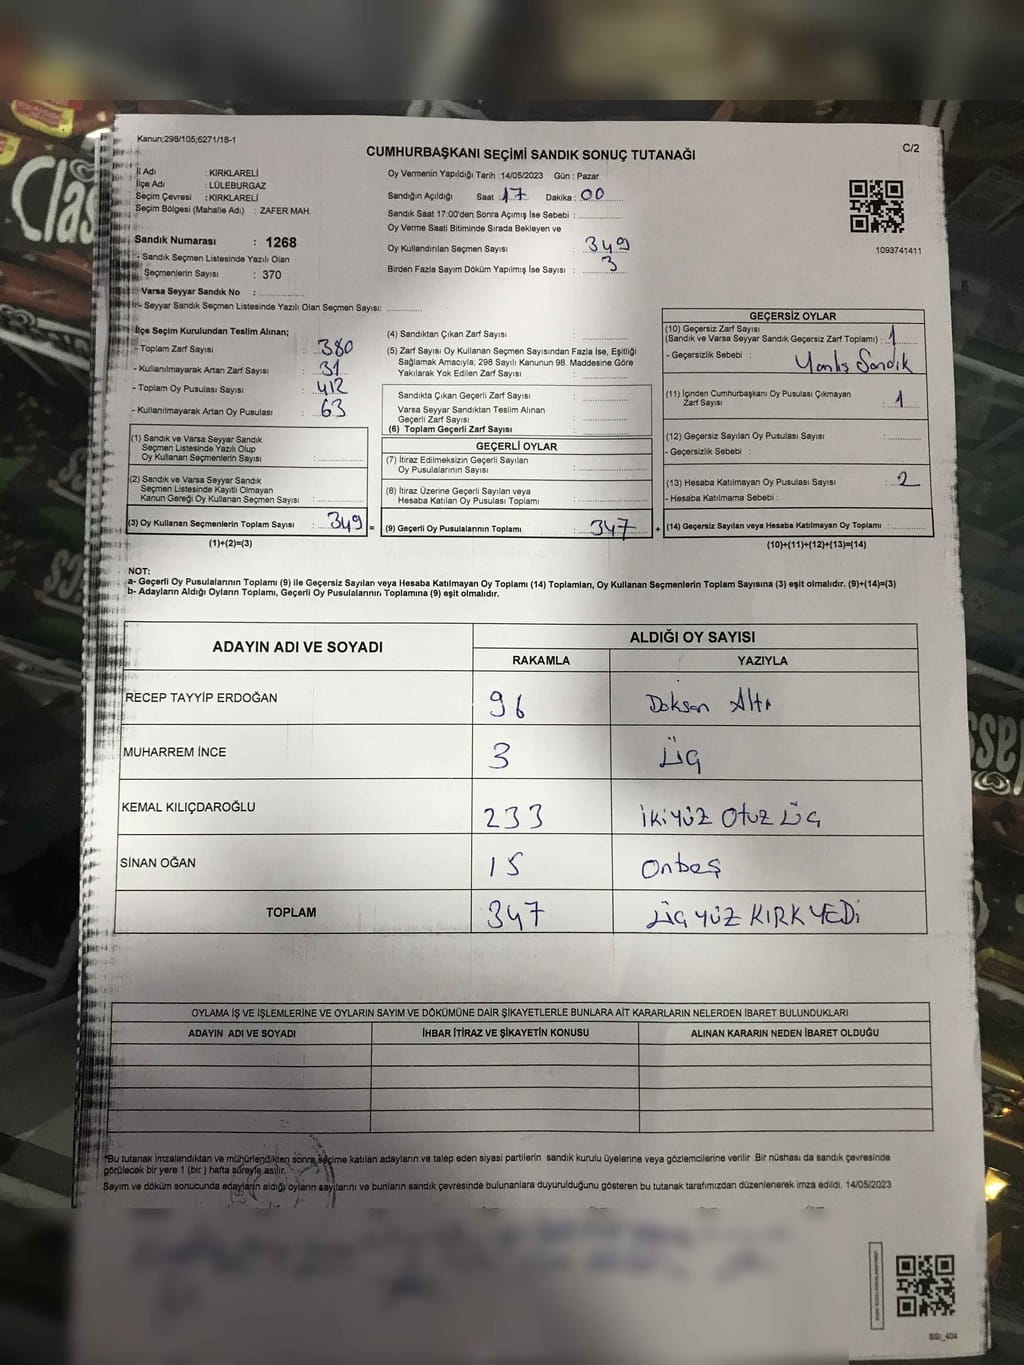 Kanun;298/105;6271/18-1
C/2
CUMHURBAŞKANI SEÇİMİ SANDIK SONUÇ TUTANAĞI
İl Adı : KIRKLARELİ
İlçe Adı : LÜLEBURGAZ
Seçim Çevresi : KIRKLARELİ
Seçim Bölgesi (Mahalle Adı) : ZAFER MAH.
Sandık Numarası : 1268
- Sandık Seçmen Listesinde Yazılı Olan
Seçmenlerin Sayısı : 370
Varsa Seyyar Sandık No :
- Seyyar Sandık Seçmen Listesinde Yazılı Olan Seçmen Sayısı:
Oy Vermenin Yapıldığı Tarih :14/05/2023 Gün : Pazar
Sandığın Açıldığı Saat : 17 Dakika : 00
Sandık Saat 17:00'den Sonra Açımış İse Sebebi :
Oy Verme Saati Bitiminde Sırada Bekleyen ve
Oy Kullandırılan Seçmen Sayısı : 349
Birden Fazla Sayım Döküm Yapılmış İse Sayısı : 3
1093741411
İlçe Seçim Kurulundan Teslim Alınan;
- Toplam Zarf Sayısı : 380
- Kullanılmayarak Artan Zarf Sayısı : 31
- Toplam Oy Pusulası Sayısı : 412
- Kullanılmayarak Artan Oy Pusulası : 63
(1) Sandık ve Varsa Seyyar Sandık
Seçmen Listesinde Yazılı Olup
Oy Kullanan Seçmenlerin Sayısı :
(2) Sandık ve Varsa Seyyar Sandık
Seçmen Listesinde Kayıtlı Olmayan
Kanun Gereği Oy Kullanan Seçmen Sayısı :
(3) Oy Kullanan Seçmenlerin Toplam Sayısı : 349 =
(1)+(2)=(3)
(4) Sandıktan Çıkan Zarf Sayısı :
(5) Zarf Sayısı Oy Kullanan Seçmen Sayısından Fazla İse, Eşitliği
Sağlamak Amacıyla; 298 Sayılı Kanunun 98. Maddesine Göre
Yakılarak Yok Edilen Zarf Sayısı :
Sandıkta Çıkan Geçerli Zarf Sayısı :
Varsa Seyyar Sandıktan Teslim Alınan
Geçerli Zarf Sayısı :
(6) Toplam Geçerli Zarf Sayısı :
GEÇERLİ OYLAR
(7) İtiraz Edilmeksizin Geçerli Sayılan
Oy Pusulalarının Sayısı :
(8) İtiraz Üzerine Geçerli Sayılan veya
Hesaba Katılan Oy Pusulası Toplamı :
(9) Geçerli Oy Pusulalarının Toplamı : 347 +
GEÇERSİZ OYLAR
(10) Geçersiz Zarf Sayısı
(Sandık ve Varsa Seyyar Sandık Geçersiz Zarf Toplamı) : 1
- Geçersizlik Sebebi : Yanlış Sandık
(11) İçinden Cumhurbaşkanı Oy Pusulası Çıkmayan
Zarf Sayısı : 1
(12) Geçersiz Sayılan Oy Pusulası Sayısı :
- Geçersizlik Sebebi :
(13) Hesaba Katılmayan Oy Pusulası Sayısı : 2
- Hesaba Katılmama Sebebi :
(14) Geçersiz Sayılan veya Hesaba Katılmayan Oy Toplamı :
(10)+(11)+(12)+(13)=(14)
NOT:
a- Geçerli Oy Pusulalarının Toplamı (9) ile Geçersiz Sayılan veya Hesaba Katılmayan Oy Toplamı (14) Toplamları, Oy Kullanan Seçmenlerin Toplam Sayısına (3) eşit olmalıdır. (9)+(14)=(3)
b- Adayların Aldığı Oyların Toplamı, Geçerli Oy Pusulalarının Toplamına (9) eşit olmalıdır.
ADAYIN ADI VE SOYADI ALDIĞI OY SAYISI
RAKAMLA YAZIYLA
RECEP TAYYİP ERDOĞAN 96 Doksan Altı
MUHARREM İNCE 3 Üç
KEMAL KILIÇDAROĞLU 233 İkiyüz Otuz Üç
SİNAN OĞAN 15 Onbeş
TOPLAM 347 Üç YÜZ KIRK YEDİ
OYLAMA İŞ VE İŞLEMLERİNE VE OYLARIN SAYIM VE DÖKÜMÜNE DAİR ŞİKAYETLERLE BUNLARA AİT KARARLARIN NELERDEN İBARET BULUNDUKLARI
ADAYIN ADI VE SOYADI İHBAR İTİRAZ VE ŞİKAYETİN KONUSU ALINAN KARARIN NEDEN İBARET OLDUĞU
*Bu tutanak imzalandıktan ve mühürlendikten sonra seçime katılan adayların ve talep eden siyasi partilerin sandık kurulu üyelerine veya gözlemcilerine verilir .Bir nüshası da sandık çevresinde
görülecek bir yere 1 (bir ) hafta süreyle asılır.
Sayım ve döküm sonucunda adayların aldığı oyların sayılarını ve bunların sandık çevresinde bulunanlara duyurulduğunu gösteren bu tutanak tarafımızdan düzenlenerek imza edildi. 14/05/2023